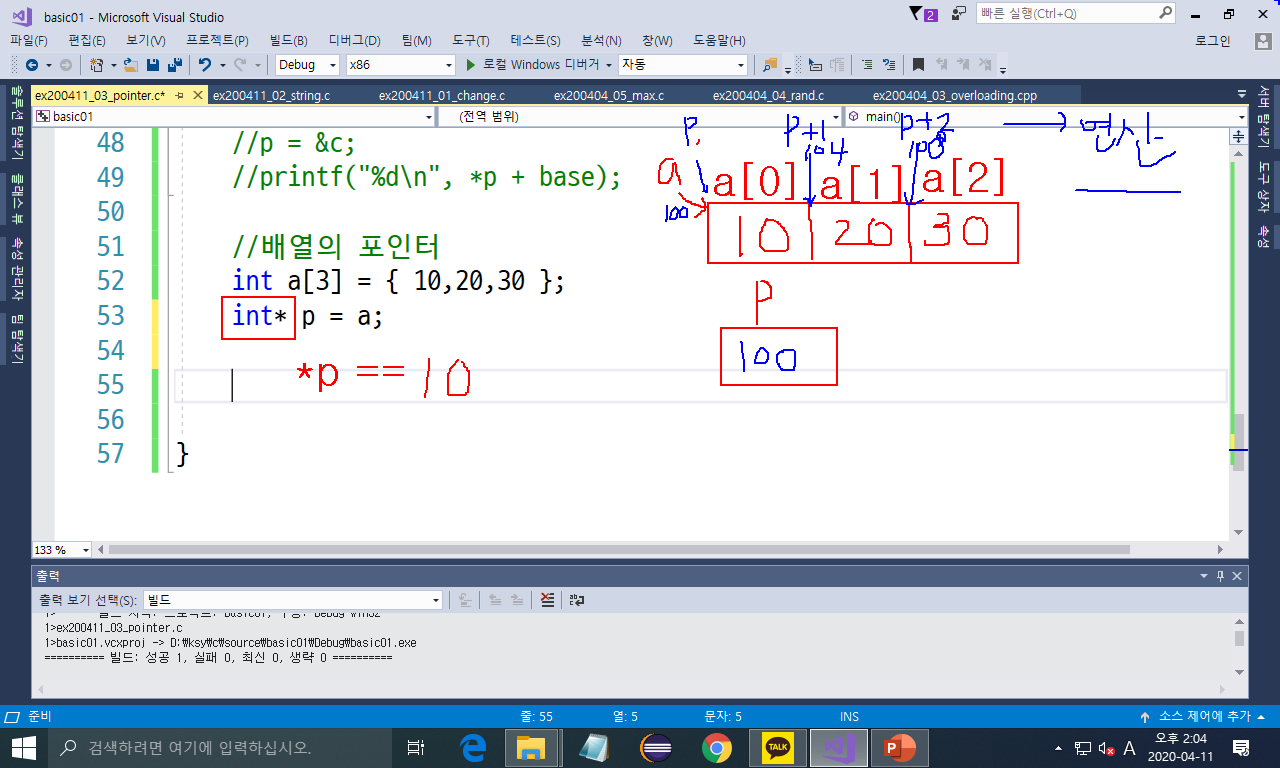 basic01 - Microsoft Visual Studio
2
빠른 실행(Ctrl+Q)
파일(F) 편집(E) 보기(V) 프로젝트(P) 빌드(B) 디버그(D) 팀(M) 도구(T) 테스트(S) 분석(N) 창(W) 도움말(H)
로그인
Debug x86 로컬 Windows 디버거 자동
ex200411_03_pointer.c* ex200411_02_string.c ex200411_01_change.c ex200404_05_max.c ex200404_04_rand.c ex200404_03_overloading.cpp
basic01 (전역 범위) main()
솔루션 탐색기
클래스 뷰
속성 관리자
팀 탐색기
서버 탐색기
도구 상자
속성
48 //p = &c;
49 //printf("%d\n", *p + base);
50
51 //배열의 포인터
52 int a[3] = { 10,20,30 };
53 int* p = a;
54
55
56
57 }
p p+1 p+2 → 연산
104 108
a a[0] a[1] a[2]
100
10 20 30
p
100
*p == 10
133 %
출력
출력 보기 선택(S): 빌드
1>ex200411_03_pointer.c
1>basic01.vcxproj -> D:\ksy\c\source\basic01\Debug\basic01.exe
========== 빌드: 성공 1, 실패 0, 최신 0, 생략 0 ==========
준비 줄: 55 열: 5 문자: 5 INS 소스 제어에 추가
검색하려면 여기에 입력하십시오.
TALK
A
오후 2:04
2020-04-11